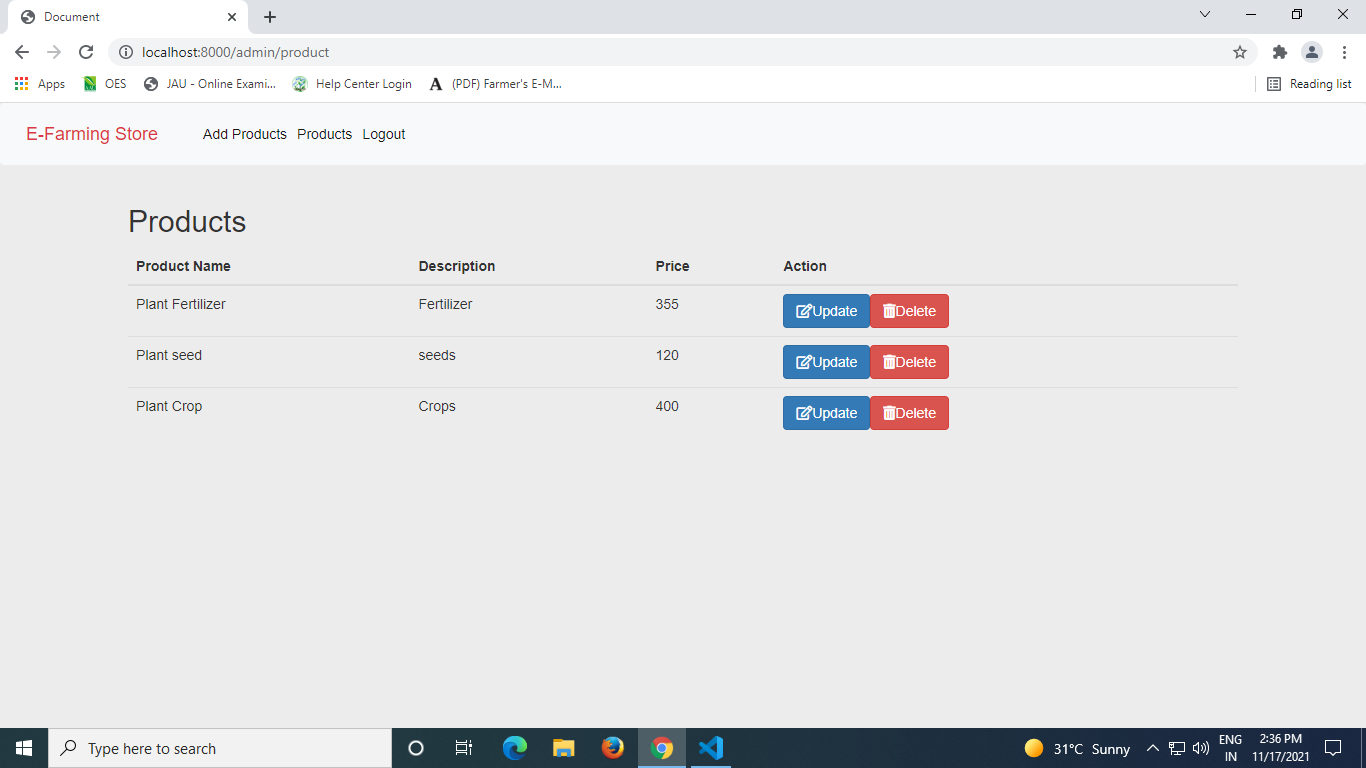 Document
localhost:8000/admin/product
Apps OES JAU - Online Exami... Help Center Login A (PDF) Farmer's E-M... Reading list
E-Farming Store Add Products Products Logout
Products
Product Name Description Price Action
Plant Fertilizer Fertilizer 355 Update Delete
Plant seed seeds 120 Update Delete
Plant Crop Crops 400 Update Delete
Type here to search
31°C Sunny
ENG
IN
2:36 PM
11/17/2021